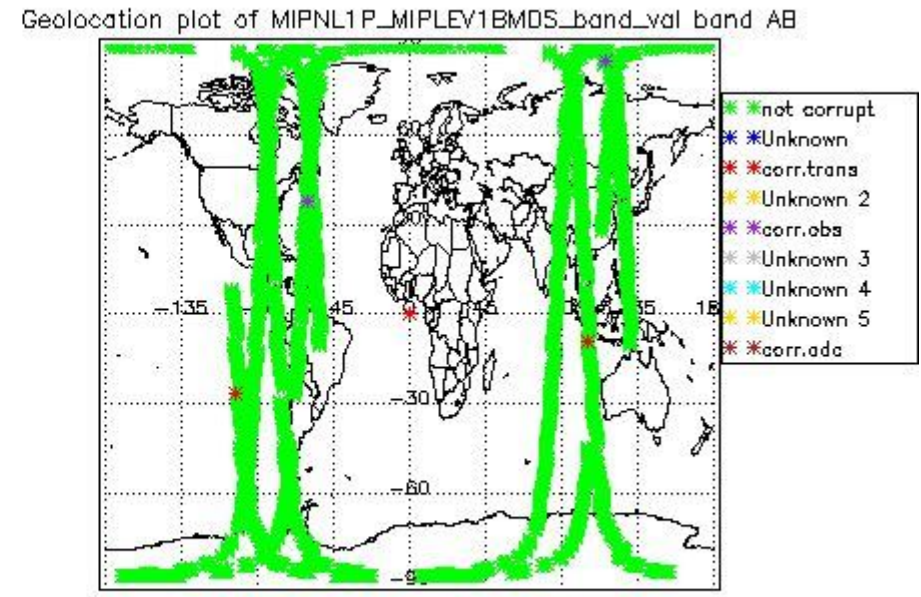 Geolocation plot of MIPNL1P_MIPLEV1BMDS_band_val band AB
not corrupt
Unknown
corr.trans
Unknown 2
corr.obs
Unknown 3
Unknown 4
Unknown 5
corr.adc
60
-135
45
-30
-60